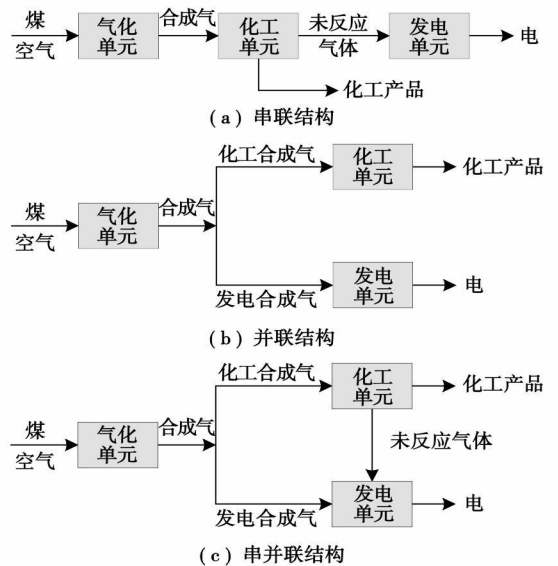 煤
空气
气化
单元
合成气
化工
单元
未反应
气体
发电
单元
电
化工产品
(a) 串联结构
煤
空气
气化
单元
合成气
化工合成气
化工
单元
化工产品
发电合成气
发电
单元
电
(b) 并联结构
煤
空气
气化
单元
合成气
化工合成气
化工
单元
化工产品
未反应气体
发电合成气
发电
单元
电
(c) 串并联结构